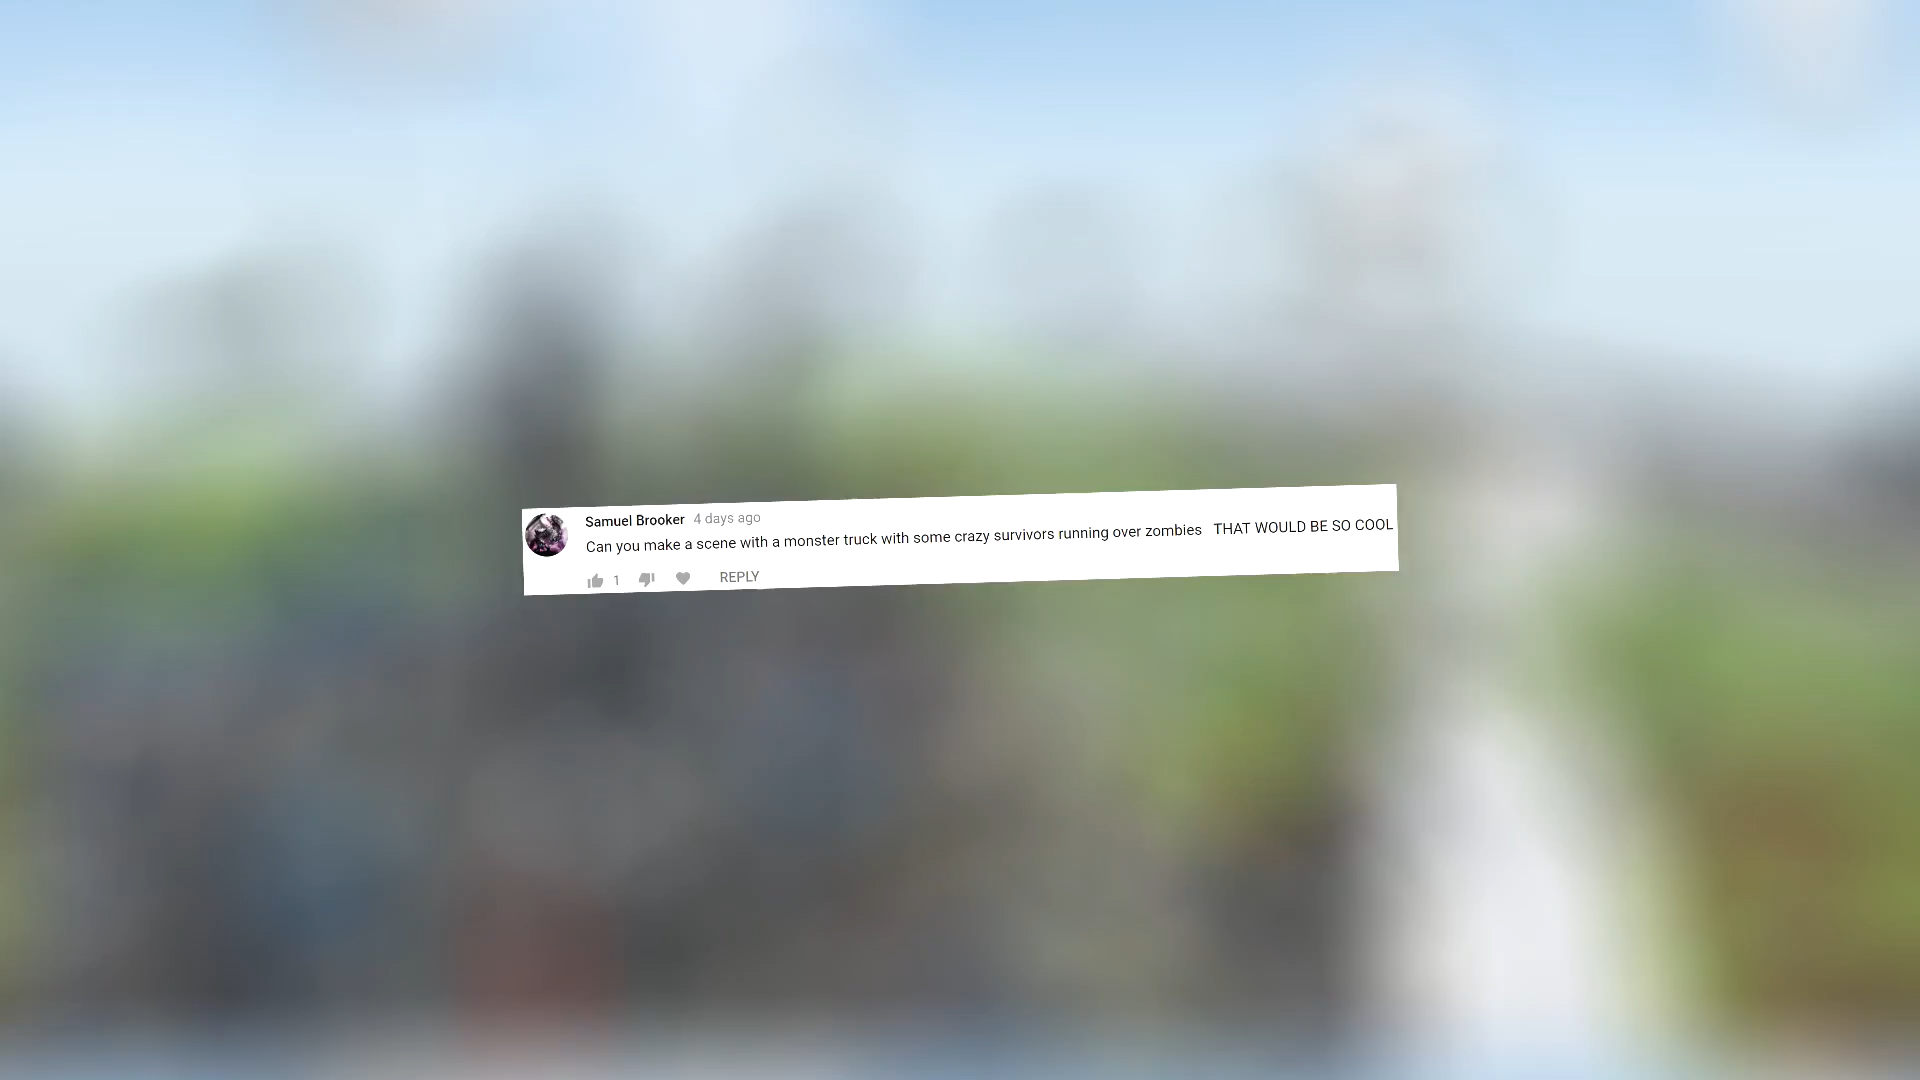 Samuel Brooker 4 days ago
Can you make a scene with a monster truck with some crazy survivors running over zombies THAT WOULD BE SO COOL
1 REPLY